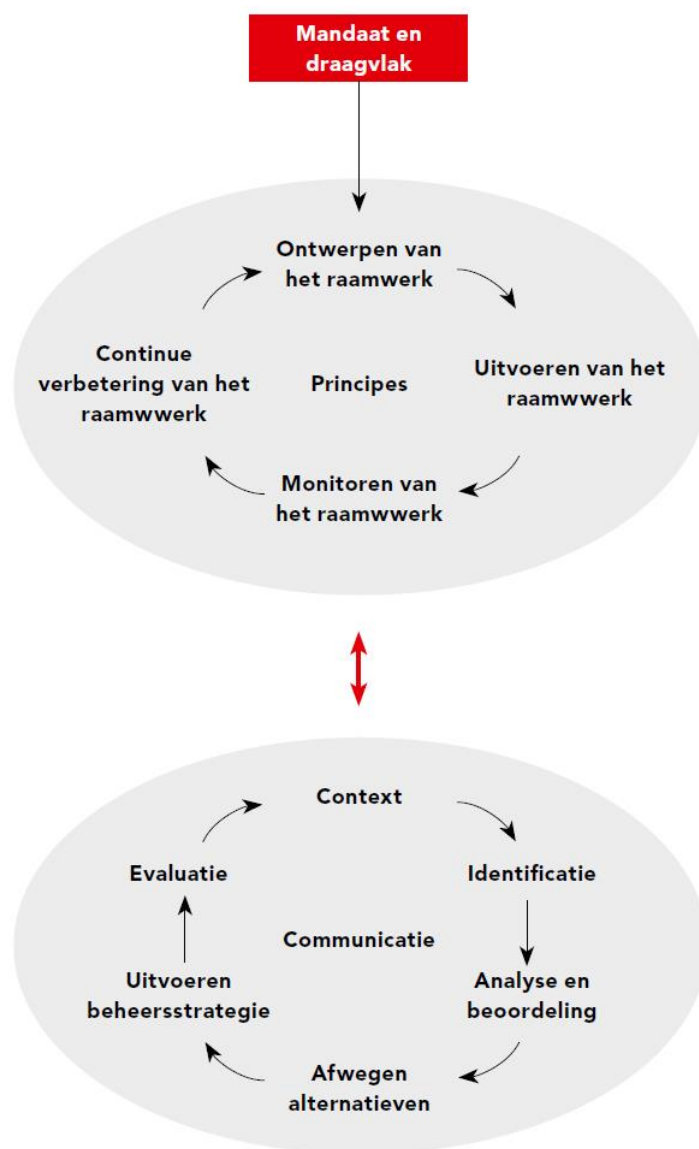 Mandaat en
draagvlak
Ontwerpen van
het raamwerk
Continue
verbetering van het
raamwwerk
Principes
Uitvoeren van het
raamwwerk
Monitoren van
het raamwwerk
Context
Evaluatie
Identificatie
Communicatie
Uitvoeren
beheersstrategie
Analyse en
beoordeling
Afwegen
alternatieven